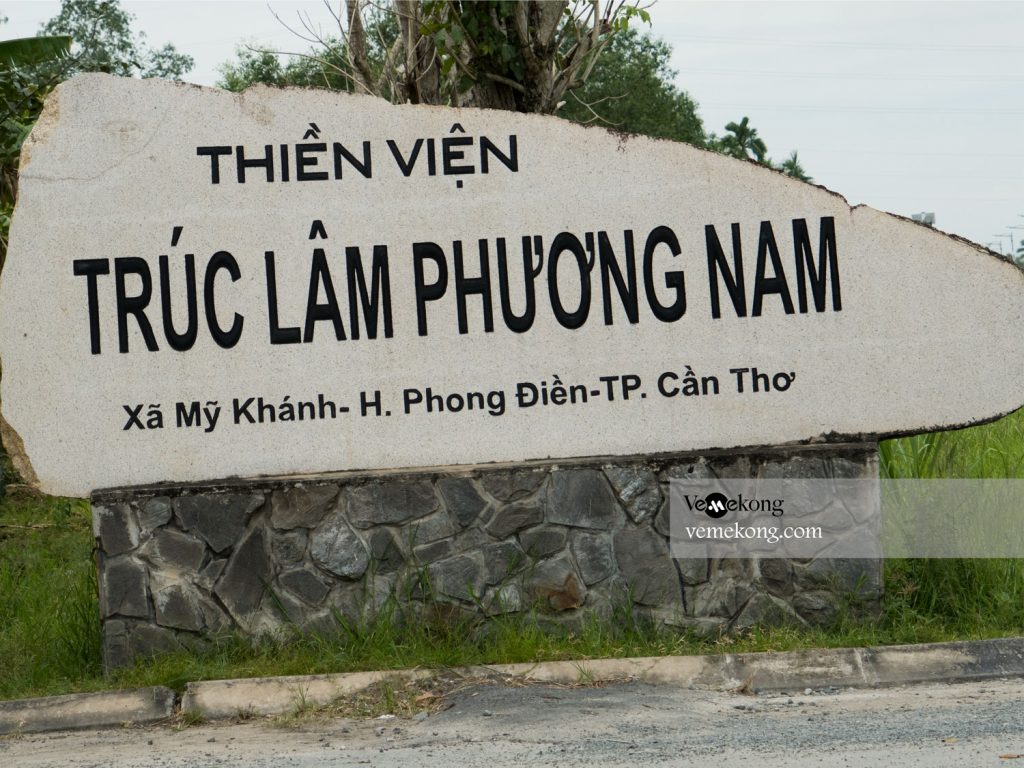 THIỀN VIỆN
TRÚC LÂM PHƯƠNG NAM
Xã Mỹ Khánh- H. Phong Điền-TP. Cần Thơ
Vemekong
vemekong.com